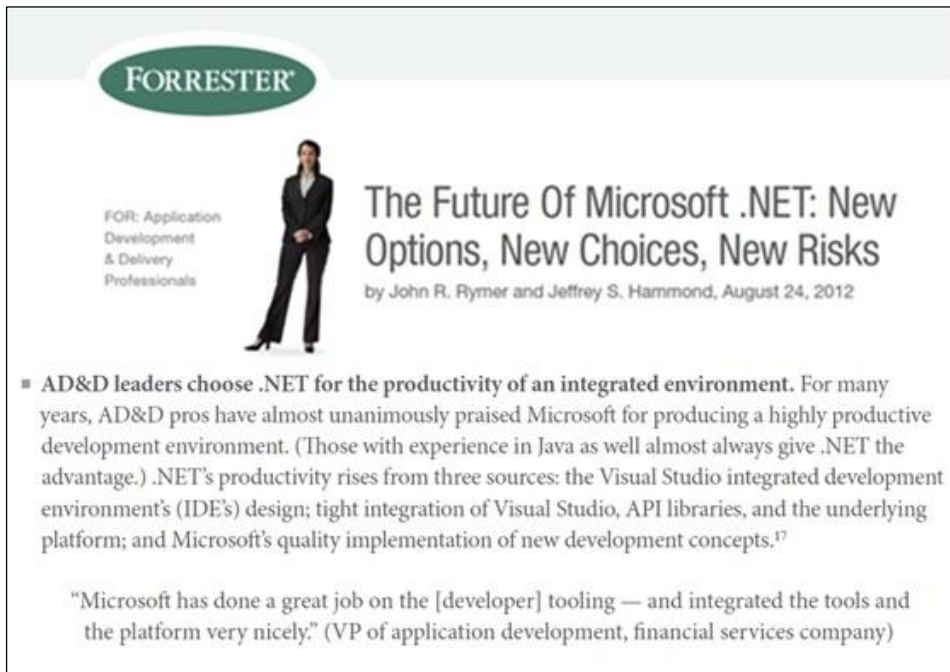 FORRESTER®
FOR: Application
Development
& Delivery
Professionals
The Future Of Microsoft .NET: New
Options, New Choices, New Risks
by John R. Rymer and Jeffrey S. Hammond, August 24, 2012
▪ AD&D leaders choose .NET for the productivity of an integrated environment. For many
years, AD&D pros have almost unanimously praised Microsoft for producing a highly productive
development environment. (Those with experience in Java as well almost always give .NET the
advantage.) .NET’s productivity rises from three sources: the Visual Studio integrated development
environment’s (IDE’s) design; tight integration of Visual Studio, API libraries, and the underlying
platform; and Microsoft’s quality implementation of new development concepts.¹⁷
“Microsoft has done a great job on the [developer] tooling — and integrated the tools and
the platform very nicely.” (VP of application development, financial services company)